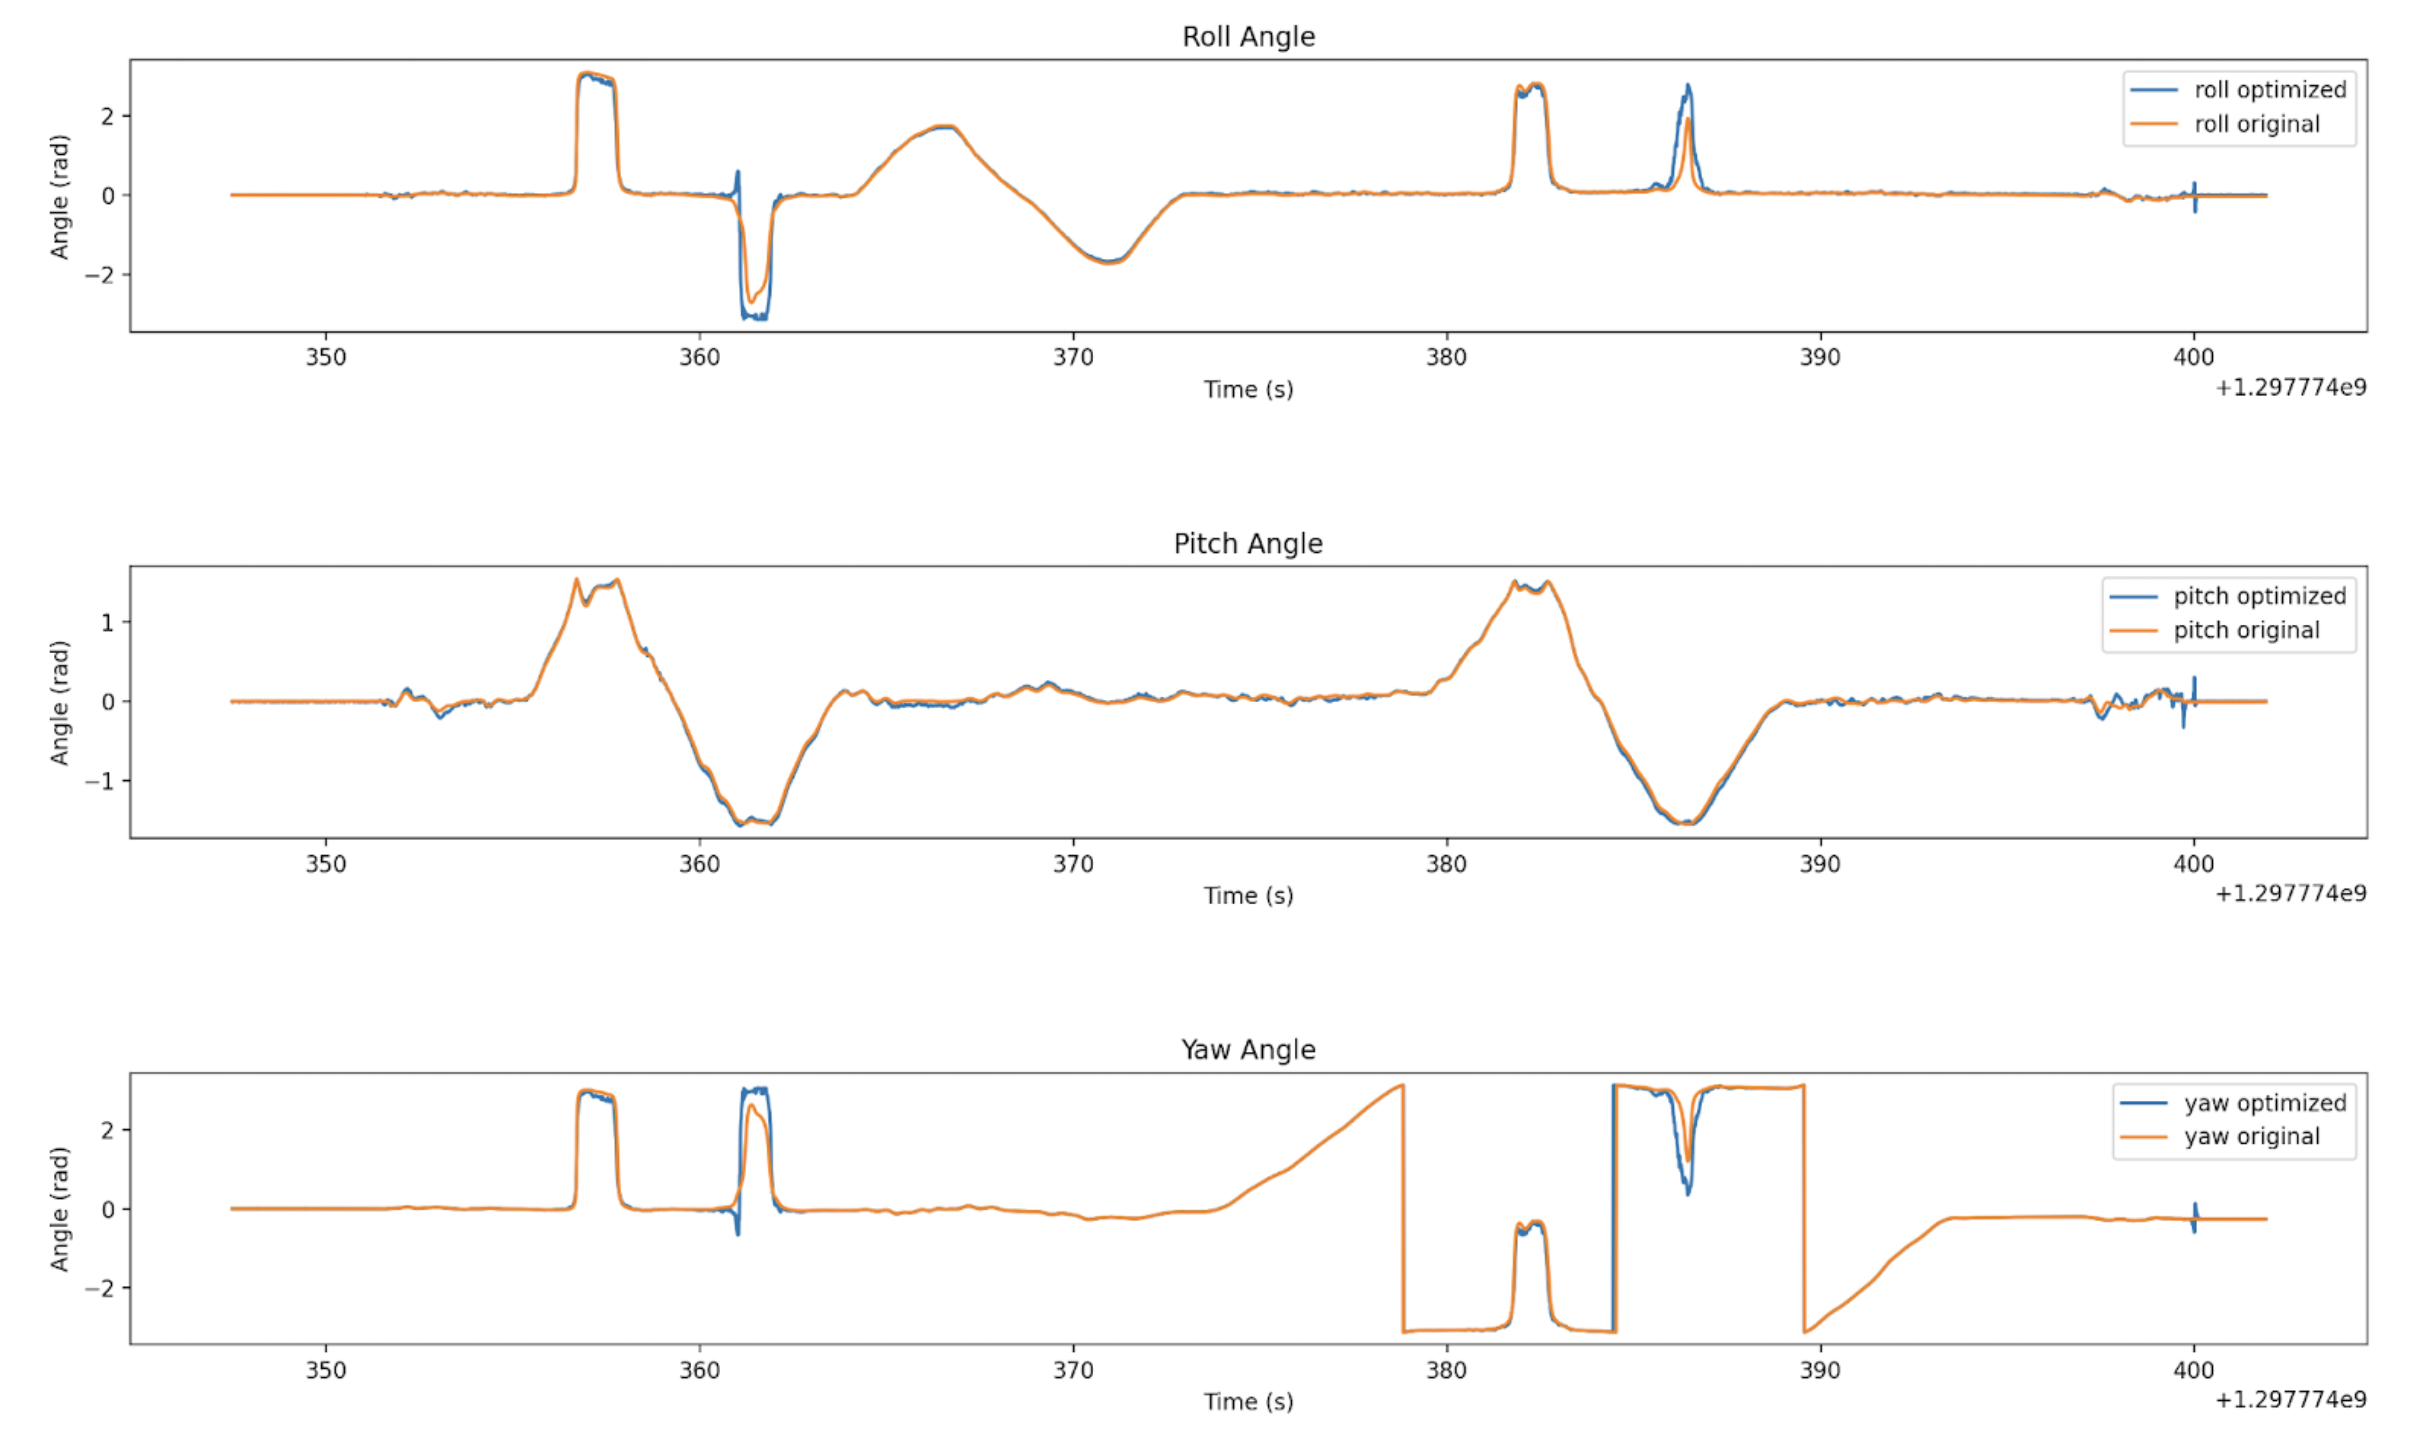 Roll Angle
Angle (rad)
2
0
−2
roll optimized
roll original
350 360 370 380 390 400
Time (s)
+1.297774e9
Pitch Angle
Angle (rad)
1
0
−1
pitch optimized
pitch original
350 360 370 380 390 400
Time (s)
+1.297774e9
Yaw Angle
Angle (rad)
2
0
−2
yaw optimized
yaw original
350 360 370 380 390 400
Time (s)
+1.297774e9